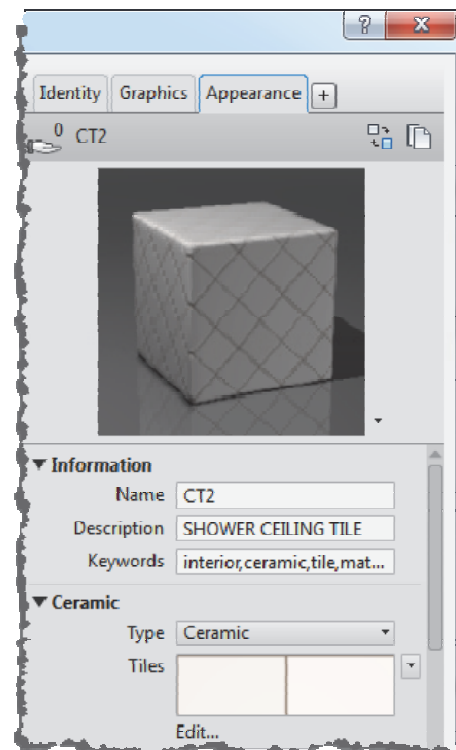 ? X
Identity Graphics Appearance +
0 CT2
Information
Name CT2
Description SHOWER CEILING TILE
Keywords interior,ceramic,tile,mat...
Ceramic
Type Ceramic
Tiles
Edit...